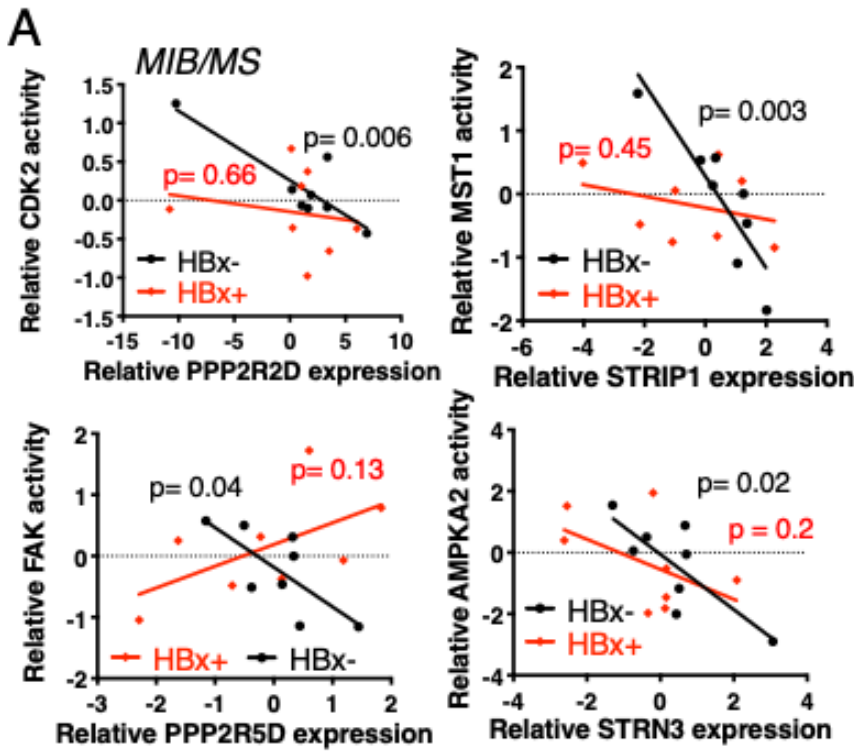 A
MIB/MS
Relative CDK2 activity
1.5
1.0
0.5
0.0
-0.5
-1.0
-1.5
p= 0.006
p= 0.66
HBx-
HBx+
-15 -10 -5 0 5 10
Relative PPP2R2D expression
Relative MST1 activity
2
1
0
-1
-2
p= 0.003
p= 0.45
HBx-
HBx+
-6 -4 -2 0 2 4
Relative STRIP1 expression
Relative FAK activity
2
1
0
-1
-2
p= 0.04
p= 0.13
HBx+ HBx-
-3 -2 -1 0 1 2
Relative PPP2R5D expression
Relative AMPKA2 activity
4
2
0
-2
-4
p= 0.02
p = 0.2
HBx-
HBx+
-4 -2 0 2 4
Relative STRN3 expression